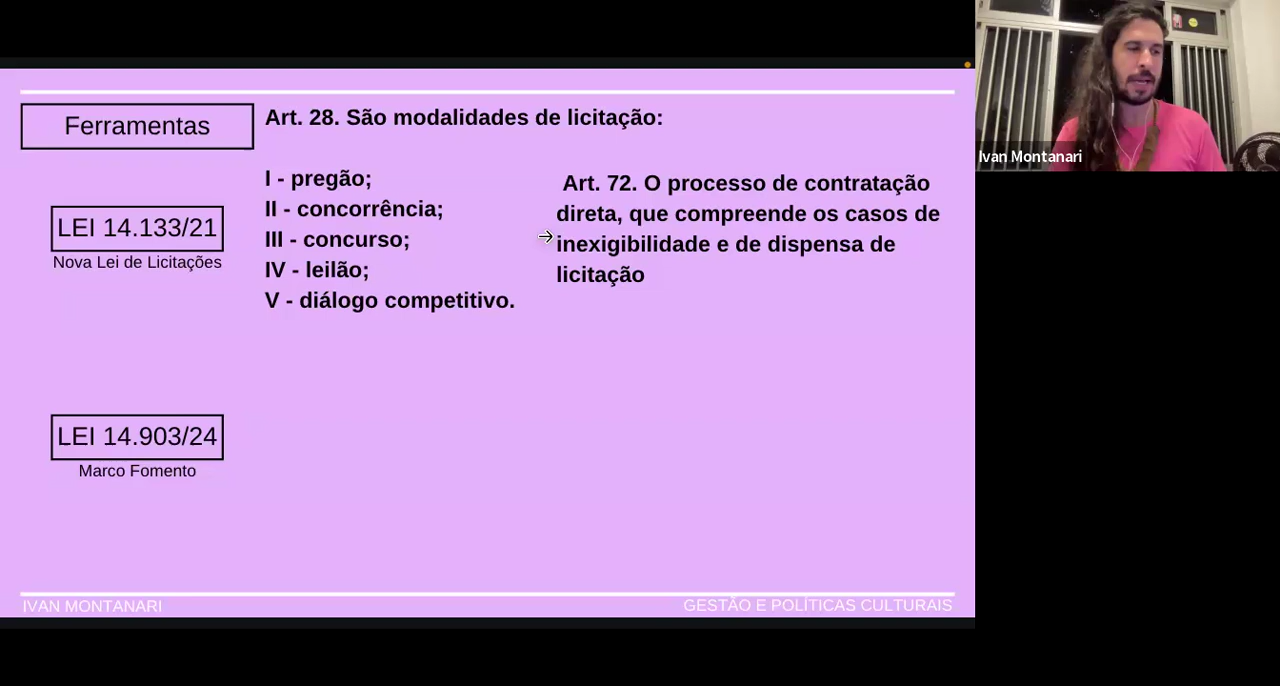 Ferramentas
Art. 28. São modalidades de licitação:
LEI 14.133/21
Nova Lei de Licitações
I - pregão;
II - concorrência;
III - concurso;
IV - leilão;
V - diálogo competitivo.
Art. 72. O processo de contratação
direta, que compreende os casos de
inexigibilidade e de dispensa de
licitação
LEI 14.903/24
Marco Fomento
IVAN MONTANARI
GESTÃO E POLÍTICAS CULTURAIS
Ivan Montanari